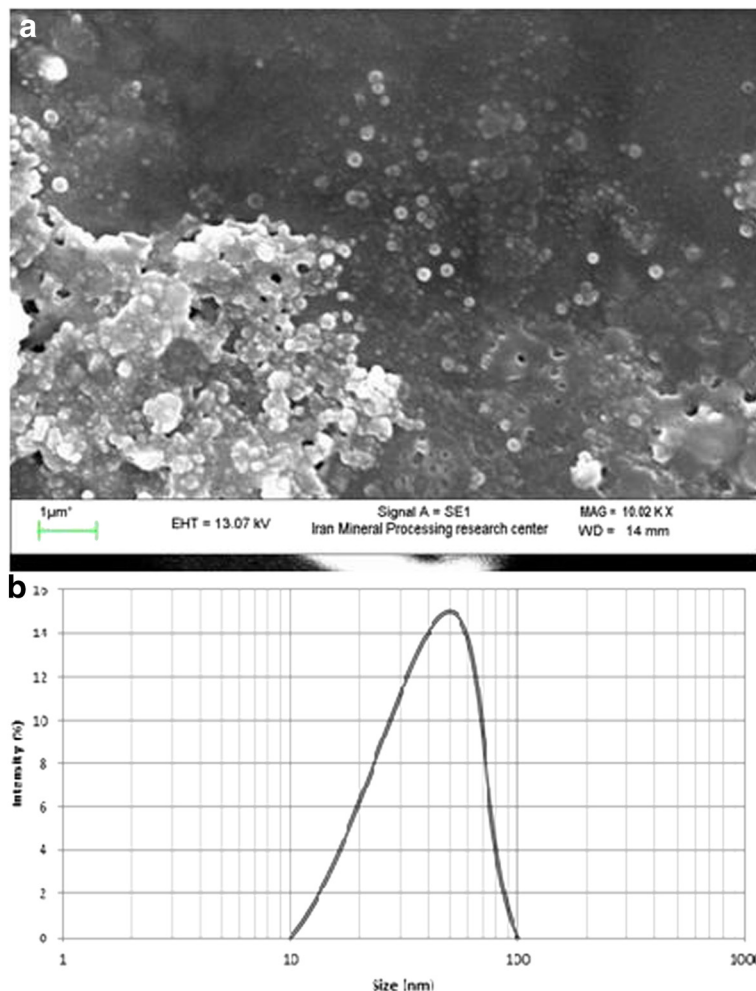 a
1µm*
EHT = 13.07 kV
Signal A = SE1
Iran Mineral Processing research center
MAG = 10.02 K X
WD = 14 mm
b
14
12
10
8
6
4
2
0
Intensity (%)
1
10
100
1000
Size (nm)